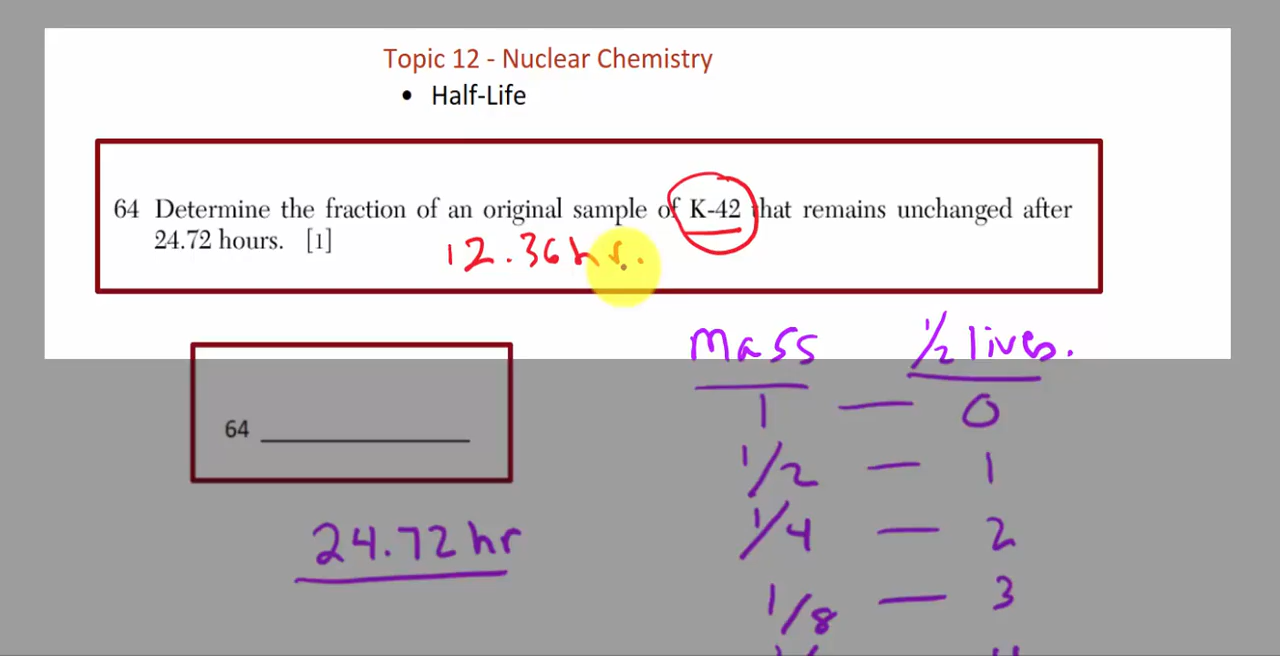 Topic 12 - Nuclear Chemistry
• Half-Life
64 Determine the fraction of an original sample of K-42 that remains unchanged after
24.72 hours. [1]
12.36hr.
Mass 1/2 lives.
1 — 0
1/2 — 1
64
1/4 — 2
24.72 hr
1/8 — 3